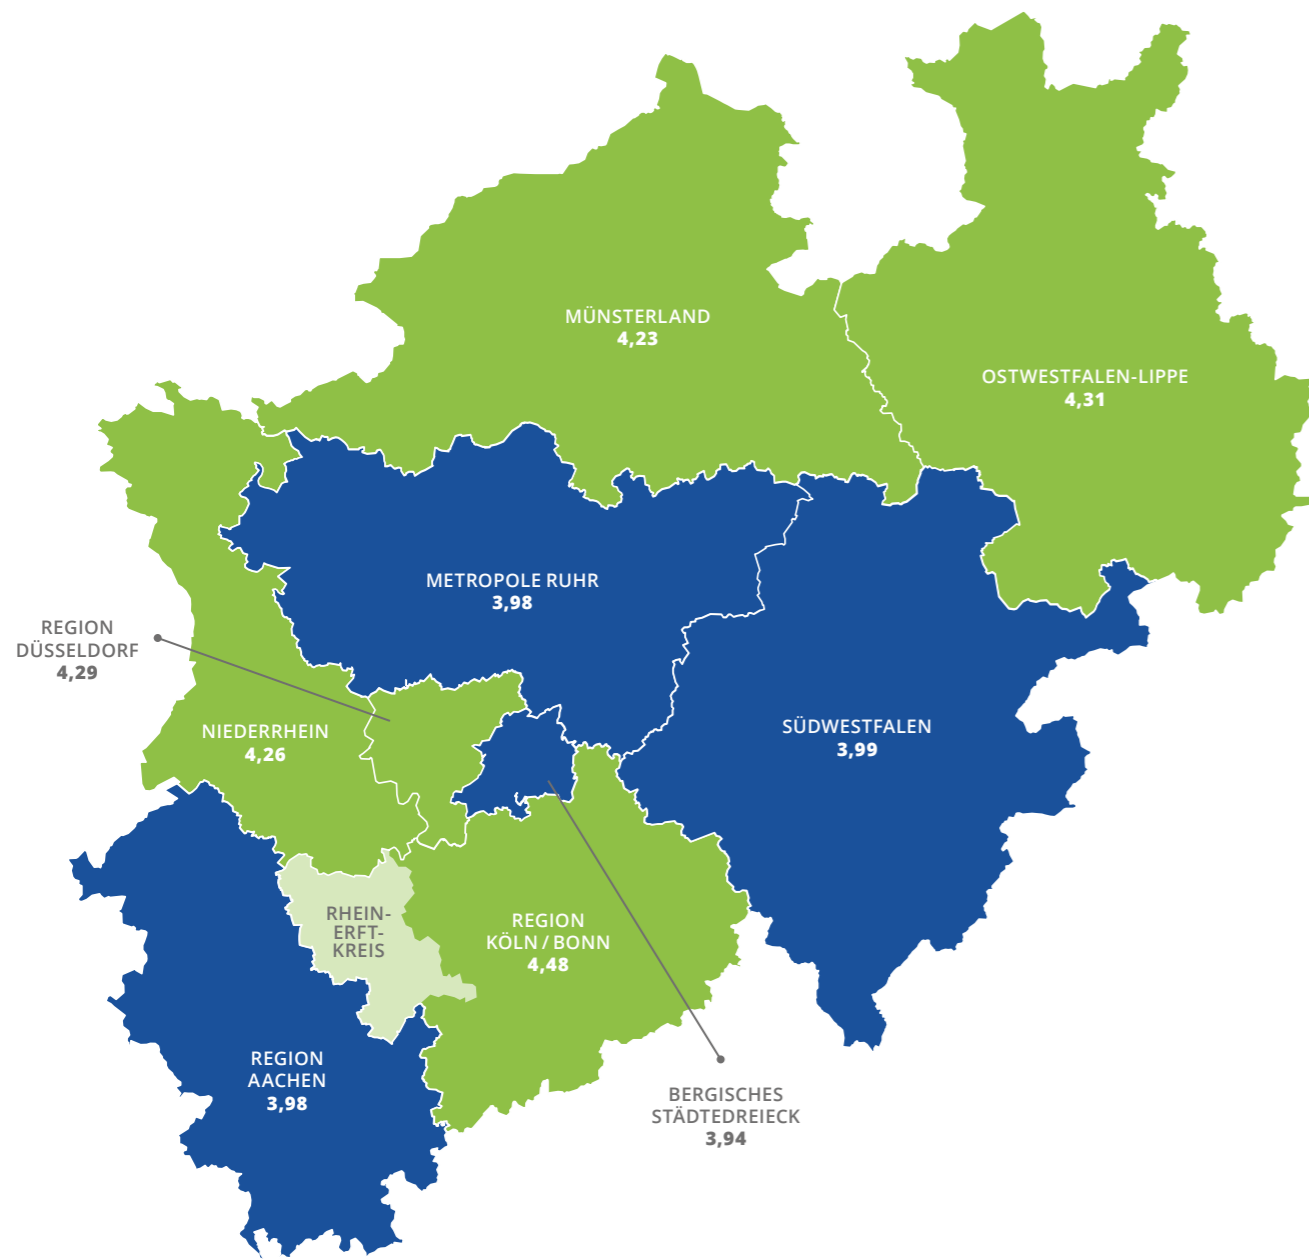 MÜNSTERLAND
4,23
OSTWESTFALEN-LIPPE
4,31
METROPOLE RUHR
3,98
REGION
DÜSSELDORF
4,29
NIEDERRHEIN
4,26
SÜDWESTFALEN
3,99
RHEIN-
ERFT-
KREIS
REGION
KÖLN / BONN
4,48
REGION
AACHEN
3,98
BERGISCHES
STÄDTEDREIECK
3,94